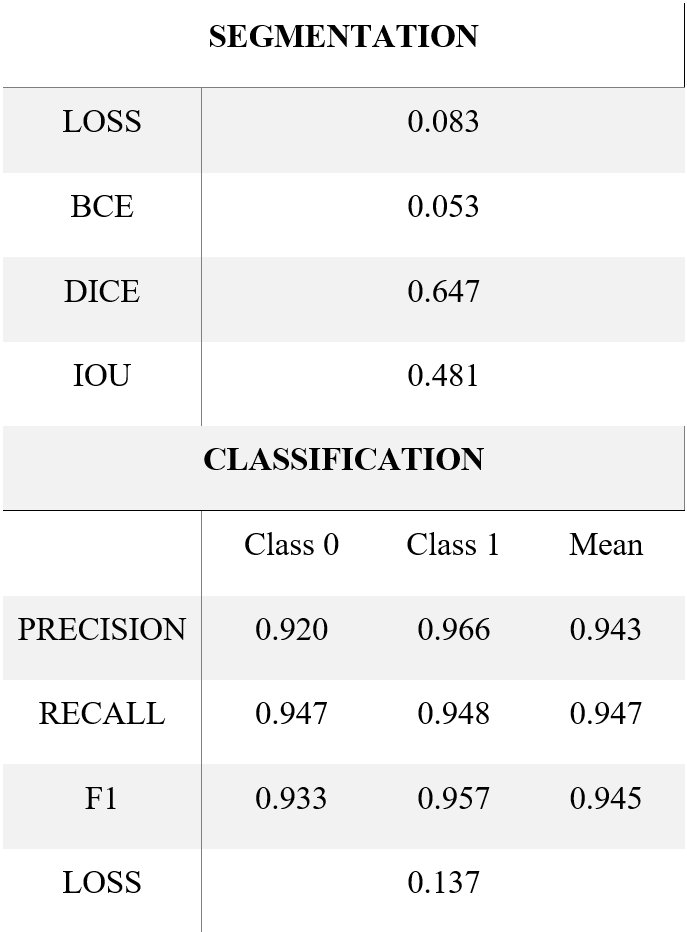 SEGMENTATION
LOSS 0.083
BCE 0.053
DICE 0.647
IOU 0.481
CLASSIFICATION
Class 0 Class 1 Mean
PRECISION 0.920 0.966 0.943
RECALL 0.947 0.948 0.947
F1 0.933 0.957 0.945
LOSS 0.137